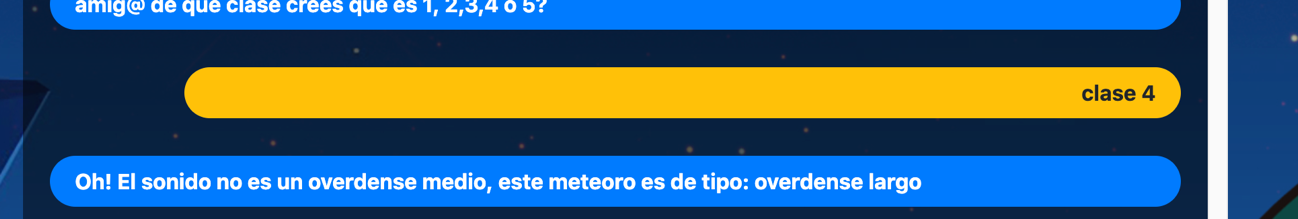 amig@ de que clase crees que es 1, 2,3,4 o 5?
clase 4
Oh! El sonido no es un overdense medio, este meteoro es de tipo: overdense largo